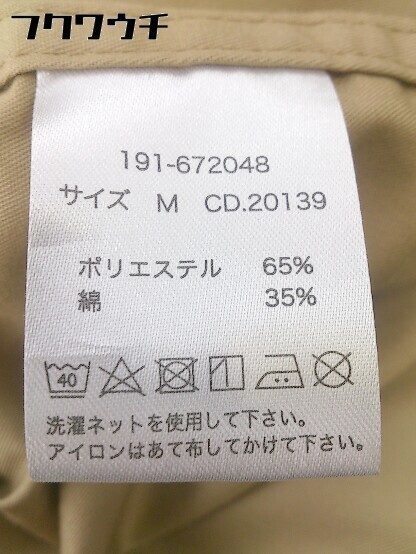 フクワウチ
191-672048
サイズ M CD.20139
ポリエステル 65%
綿 35%
40
洗濯ネットを使用して下さい。
アイロンはあて布してかけて下さい。